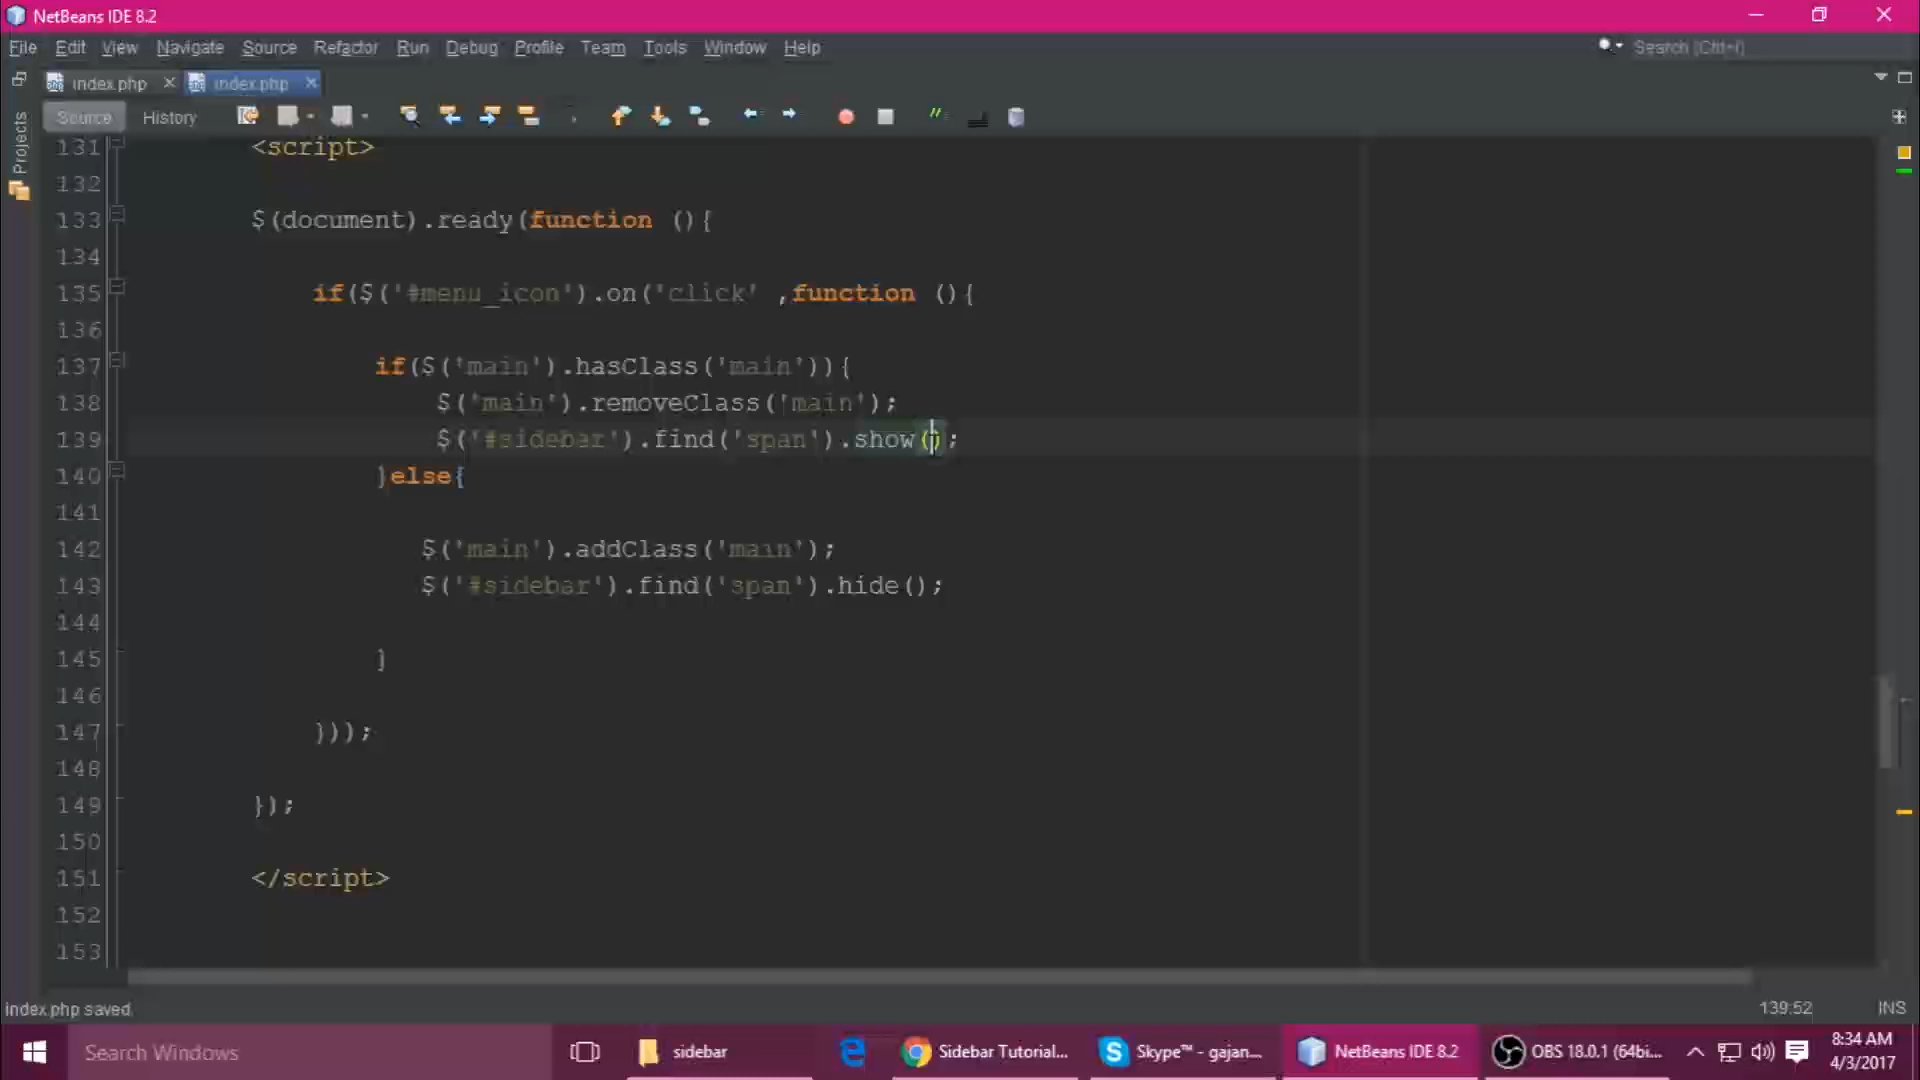 NetBeans IDE 8.2
File Edit View Navigate Source Refactor Run Debug Profile Team Tools Window Help Search (Ctrl+I)
index.php index.php
Source History
Projects
131 <script>
132
133 $(document).ready(function (){
134
135 if($('#menu_icon').on('click' ,function (){
136
137 if($('main').hasClass('main')){
138 $('main').removeClass('main');
139 $('#sidebar').find('span').show();
140 }else{
141
142 $('main').addClass('main');
143 $('#sidebar').find('span').hide();
144
145 }
146
147 }));
148
149 });
150
151 </script>
152
153
index.php saved. 139:52 INS
Search Windows sidebar Sidebar Tutorial... Skype™ - gajan... NetBeans IDE 8.2 OBS 18.0.1 (64bi... 8:34 AM
4/3/2017